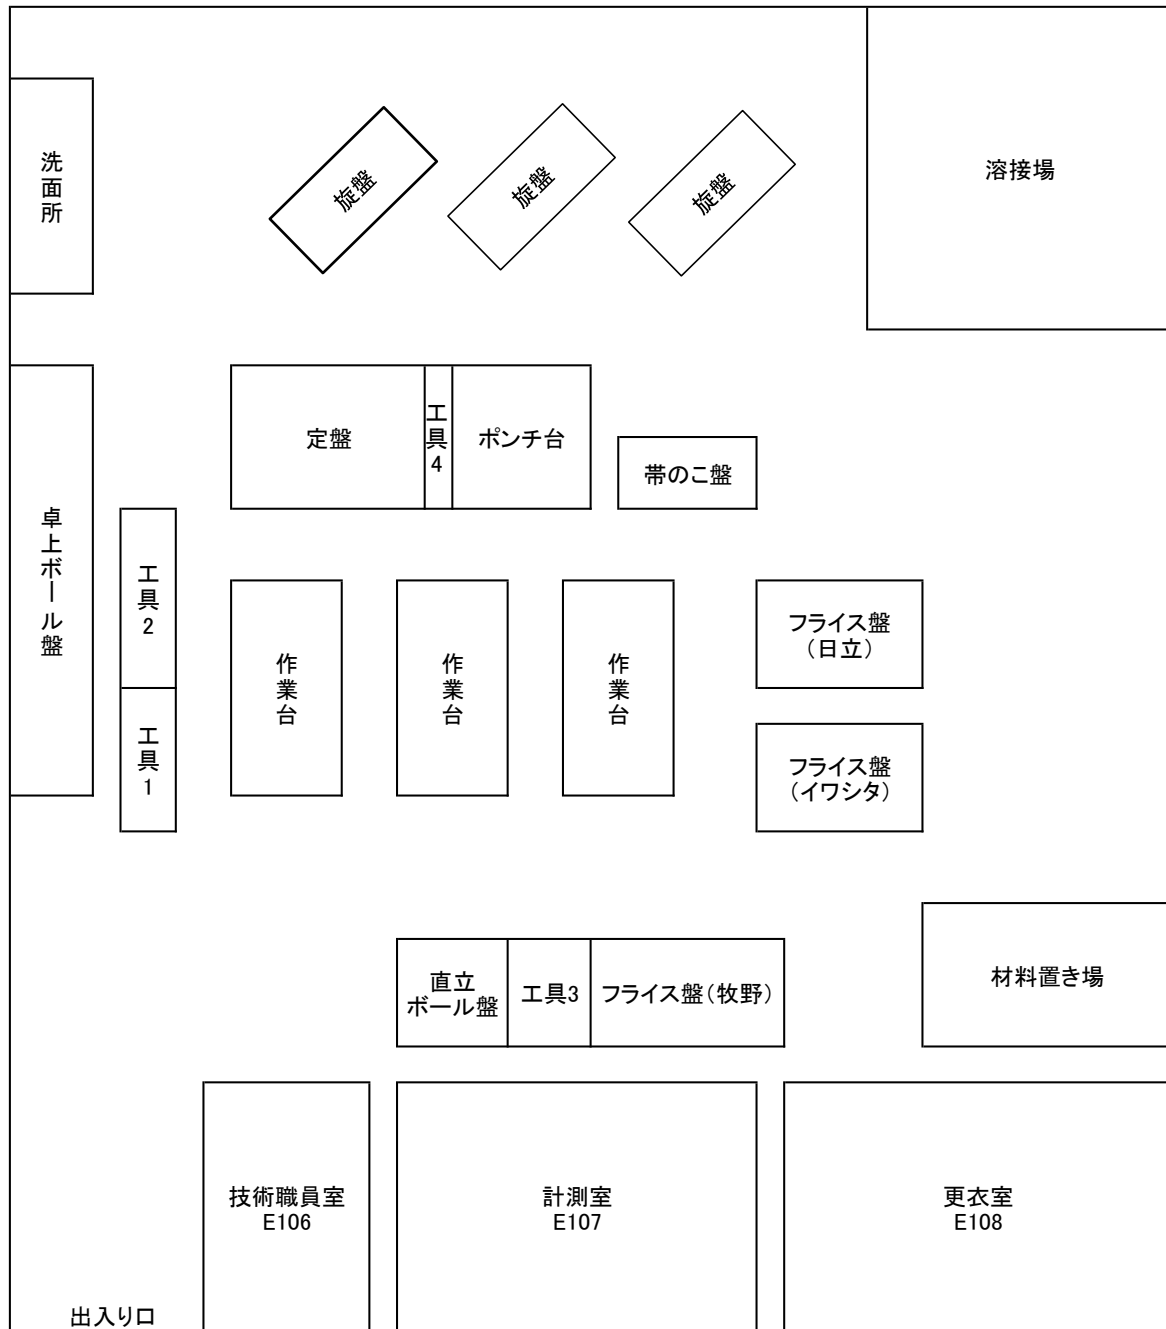 洗面所
旋盤
旋盤
旋盤
溶接場
定盤
工具4
ポンチ台
帯のこ盤
卓上ボール盤
工具2
工具1
作業台
作業台
作業台
フライス盤
（日立）
フライス盤
（イワシタ）
直立
ボール盤
工具3
フライス盤（牧野）
材料置き場
技術職員室
E106
計測室
E107
更衣室
E108
出入り口